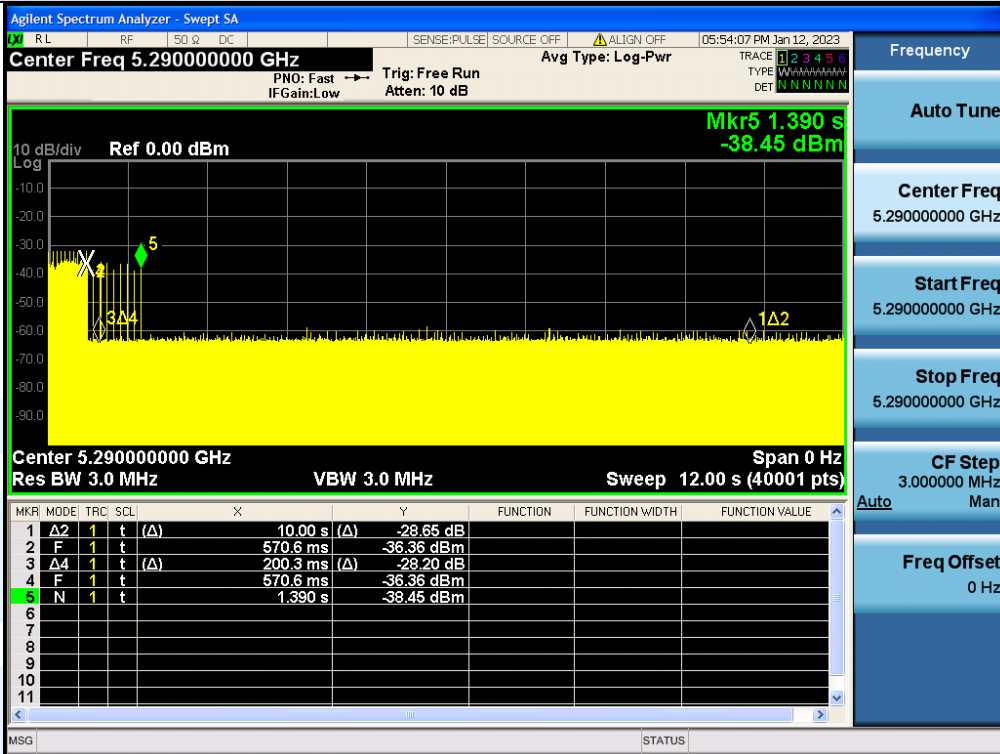 Agilent Spectrum Analyzer - Swept SA
LXI RL RF 50 Ω DC SENSE:PULSE SOURCE OFF ALIGN OFF 05:54:07 PM Jan 12, 2023
Center Freq 5.290000000 GHz
PNO: Fast
IFGain:Low
Trig: Free Run
Atten: 10 dB
Avg Type: Log-Pwr
TRACE 1 2 3 4 5 6
TYPE
DET N N N N N N
Mkr5 1.390 s
-38.45 dBm
10 dB/div
Log
Ref 0.00 dBm
-10.0
-20.0
-30.0
-40.0
-50.0
-60.0
-70.0
-80.0
-90.0
5
3Δ4
1Δ2
Center 5.290000000 GHz Span 0 Hz
Res BW 3.0 MHz VBW 3.0 MHz Sweep 12.00 s (40001 pts)
MKR MODE TRC SCL X Y FUNCTION FUNCTION WIDTH FUNCTION VALUE
1 Δ2 1 t (Δ) 10.00 s (Δ) -28.65 dB
2 F 1 t 570.6 ms -36.36 dBm
3 Δ4 1 t (Δ) 200.3 ms (Δ) -28.20 dB
4 F 1 t 570.6 ms -36.36 dBm
5 N 1 t 1.390 s -38.45 dBm
6
7
8
9
10
11
MSG STATUS
Frequency
Auto Tune
Center Freq
5.290000000 GHz
Start Freq
5.290000000 GHz
Stop Freq
5.290000000 GHz
CF Step
3.000000 MHz
Auto Man
Freq Offset
0 Hz